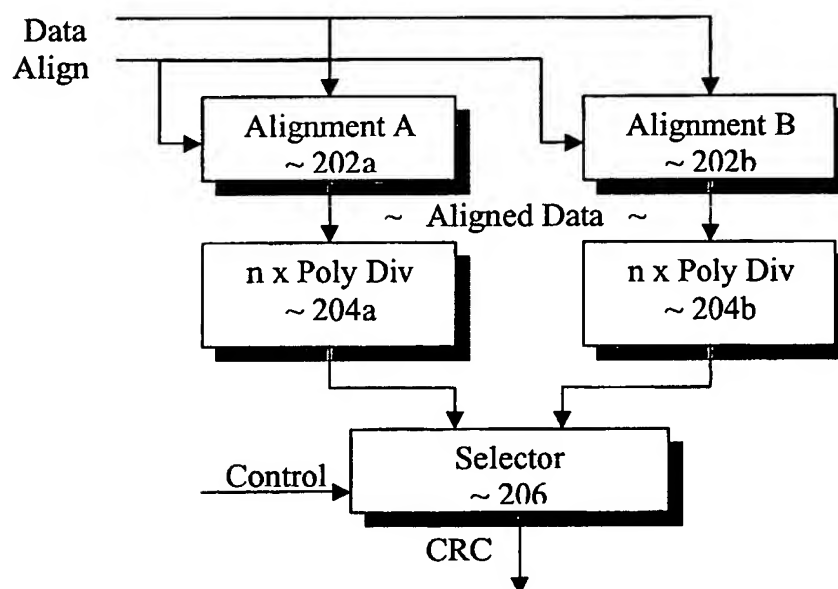 Data
Align
Alignment A
~ 202a
Alignment B
~ 202b
~ Aligned Data ~
n x Poly Div
~ 204a
n x Poly Div
~ 204b
Control
Selector
~ 206
CRC